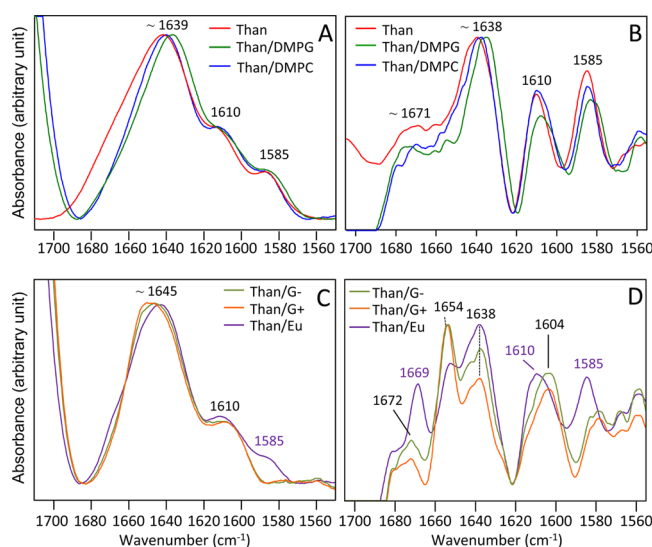 ~ 1639
A
Than
Than/DMPG
Than/DMPC
1610
1585
Absorbance (arbitrary unit)
1700 1680 1660 1640 1620 1600 1580 1560
~ 1638
B
Than
Than/DMPG
Than/DMPC
1585
1610
~ 1671
1700 1680 1660 1640 1620 1600 1580 1560
~ 1645
C
Than/G-
Than/G+
Than/Eu
1610
1585
Absorbance (arbitrary unit)
1700 1680 1660 1640 1620 1600 1580 1560
Wavenumber (cm-1)
D
Than/G-
Than/G+
Than/Eu
1654
1638
1604
1610
1585
1669
1672
1700 1680 1660 1640 1620 1600 1580 1560
Wavenumber (cm-1)